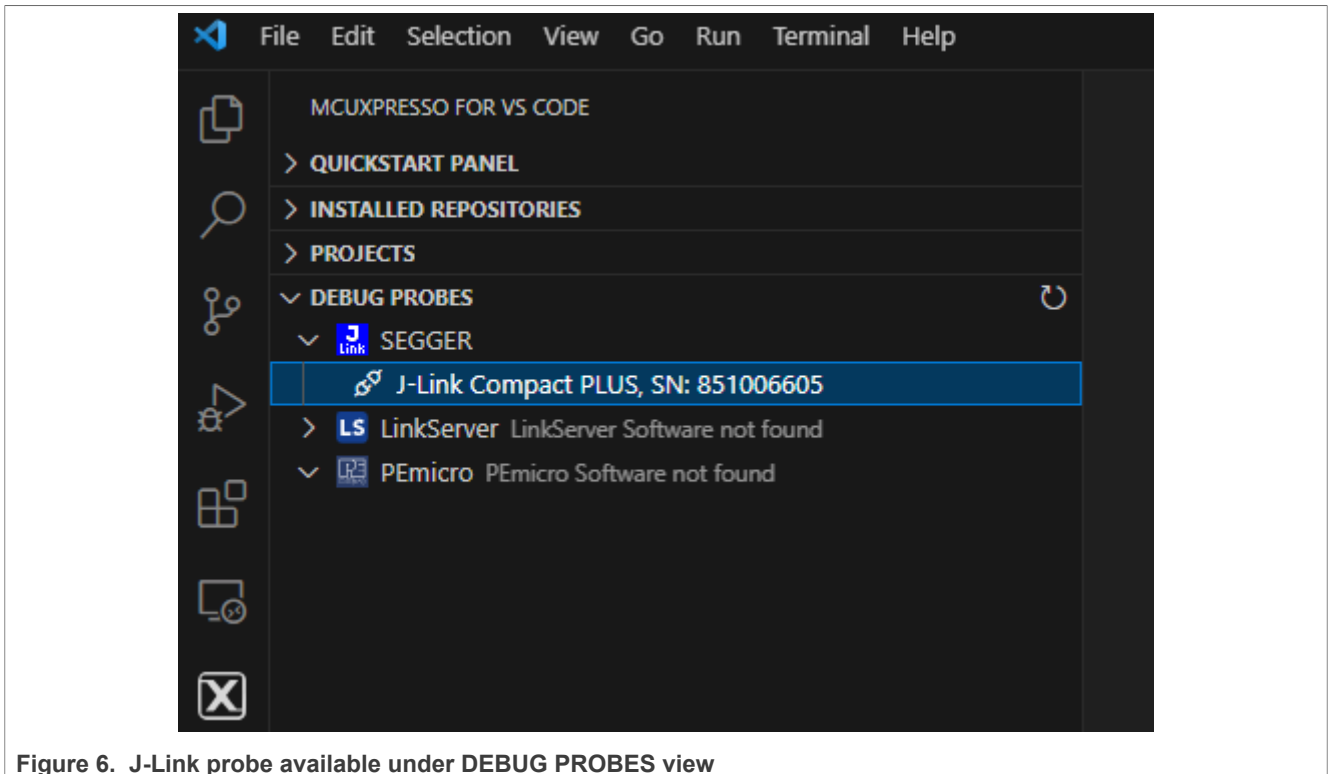 File Edit Selection View Go Run Terminal Help
MCUXPRESSO FOR VS CODE
QUICKSTART PANEL
INSTALLED REPOSITORIES
PROJECTS
DEBUG PROBES
J Link SEGGER
J-Link Compact PLUS, SN: 851006605
LS LinkServer LinkServer Software not found
PEmicro PEmicro Software not found
X
Figure 6. J-Link probe available under DEBUG PROBES view